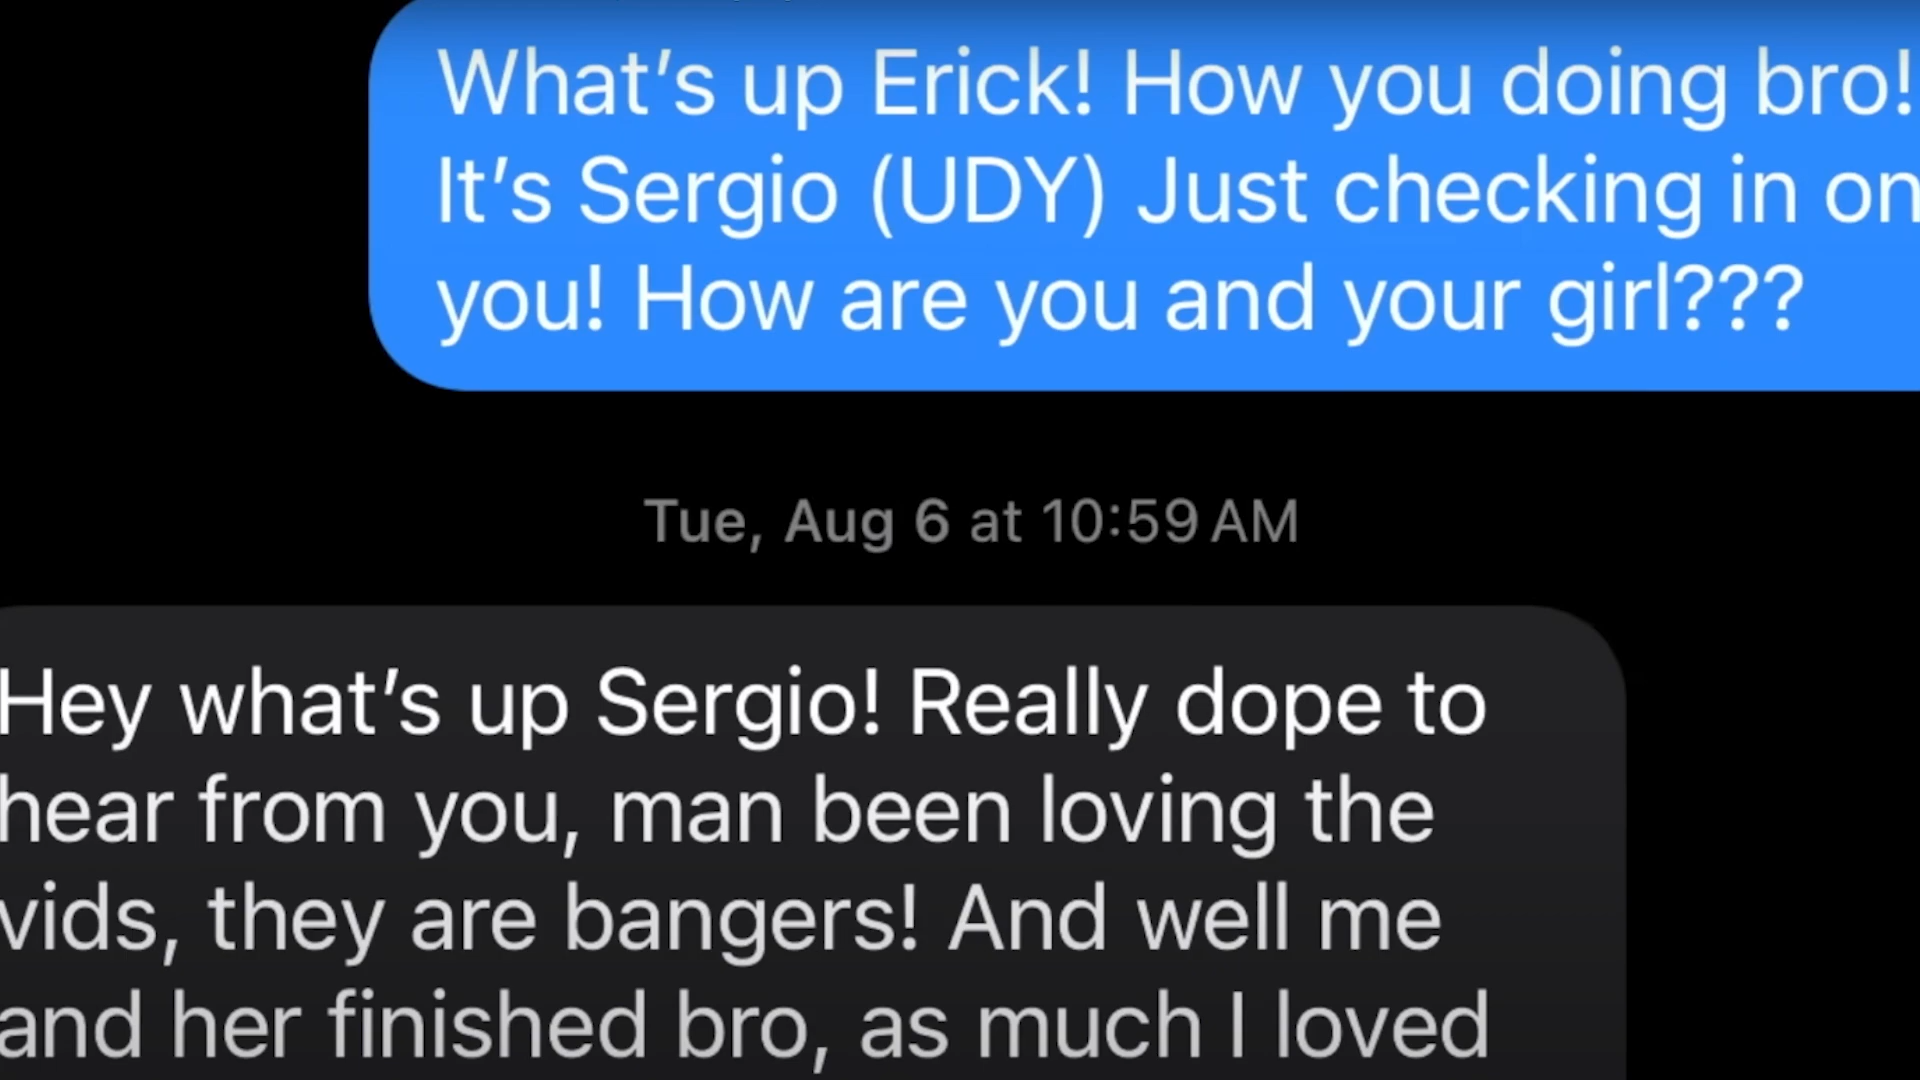 What's up Erick! How you doing bro!
It's Sergio (UDY) Just checking in on
you! How are you and your girl???
Tue, Aug 6 at 10:59 AM
Hey what's up Sergio! Really dope to
hear from you, man been loving the
vids, they are bangers! And well me
and her finished bro, as much I loved